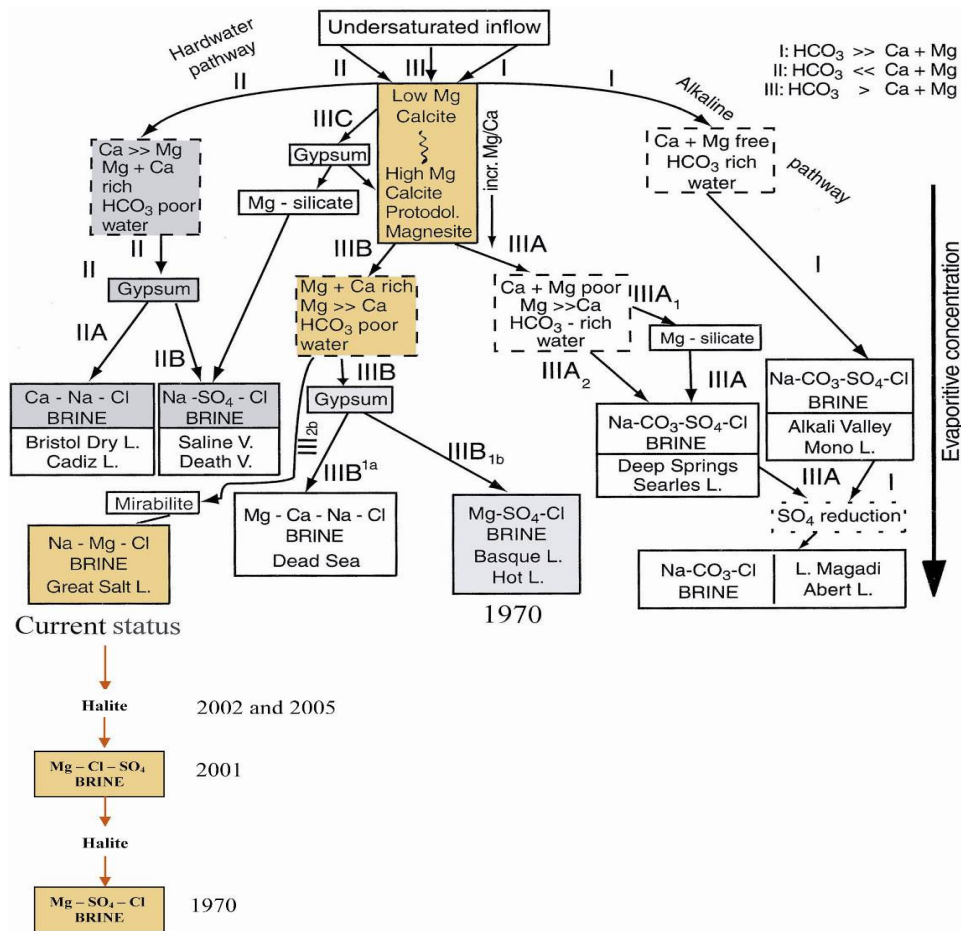 Undersaturated inflow
I: HCO₃ >> Ca + Mg
II: HCO₃ << Ca + Mg
III: HCO₃ > Ca + Mg
Hardwater
pathway
II
II
III
I
I
Alkaline
pathway
Low Mg
Calcite
High Mg
Calcite
Protodol.
Magnesite
IIIC
Gypsum
Mg - silicate
incr. Mg/Ca
Ca >> Mg
Mg + Ca
rich
HCO₃ poor
water
Ca + Mg free
HCO₃ rich
water
II
II
Gypsum
IIA
IIB
IIIB
Mg + Ca rich
Mg >> Ca
HCO₃ poor
water
IIIA
Ca + Mg poor
Mg >>Ca
HCO₃ - rich
water
IIIA₁
Mg - silicate
IIIA₂
IIIA
I
Evaporitive concentration
Ca - Na - Cl
BRINE
Bristol Dry L.
Cadiz L.
Na -SO₄ - Cl
BRINE
Saline V.
Death V.
IIIB
Gypsum
III2b
IIIB1a
IIIB1b
Na-CO₃-SO₄-Cl
BRINE
Deep Springs
Searles L.
Na-CO₃-SO₄-Cl
BRINE
Alkali Valley
Mono L.
IIIA
I
SO₄ reduction
Mirabilite
Na - Mg - Cl
BRINE
Great Salt L.
Mg - Ca - Na - Cl
BRINE
Dead Sea
Mg-SO₄-Cl
BRINE
Basque L.
Hot L.
Na-CO₃-Cl
BRINE
L. Magadi
Abert L.
Current status
1970
Halite
2002 and 2005
Mg – Cl – SO₄
BRINE
2001
Halite
Mg – SO₄ – Cl
BRINE
1970